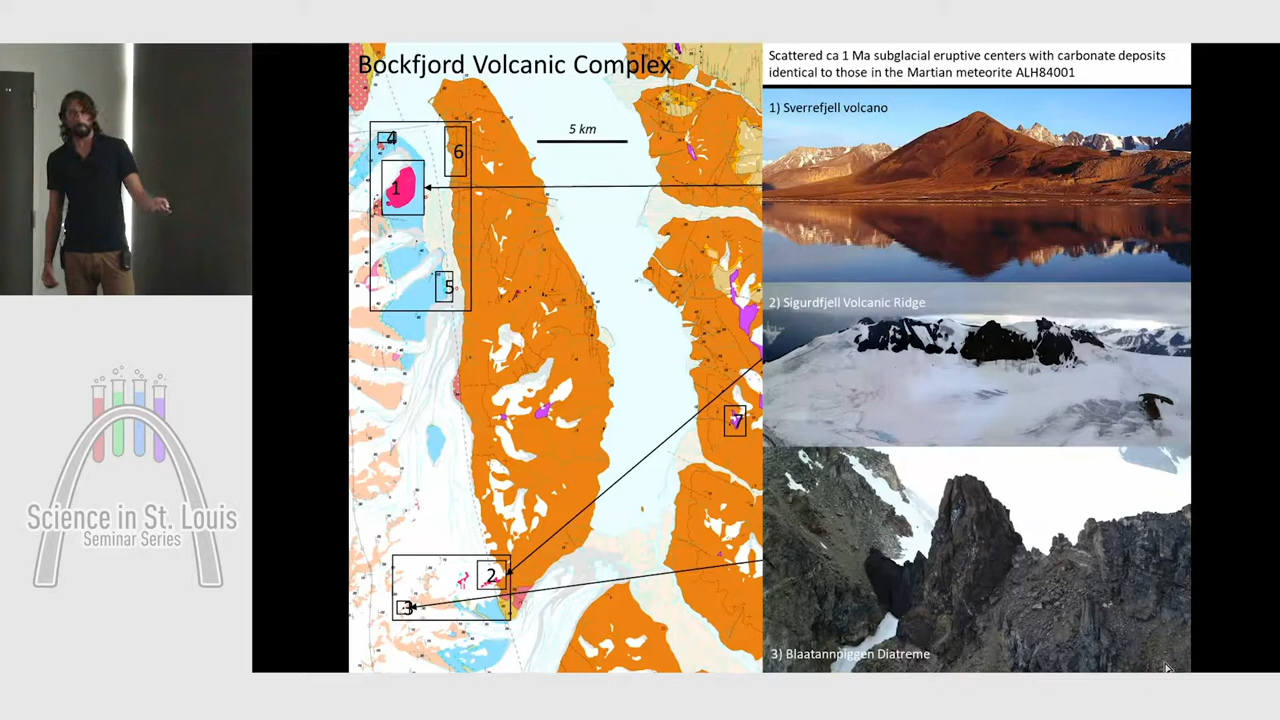 Bockfjord Volcanic Complex
Scattered ca 1 Ma subglacial eruptive centers with carbonate deposits
identical to those in the Martian meteorite ALH84001
1) Sverrefjell volcano
5 km
4
6
1
5
2) Sigurdfjell Volcanic Ridge
7
2
3
3) Blaatannpiggen Diatreme
Science in St. Louis
Seminar Series